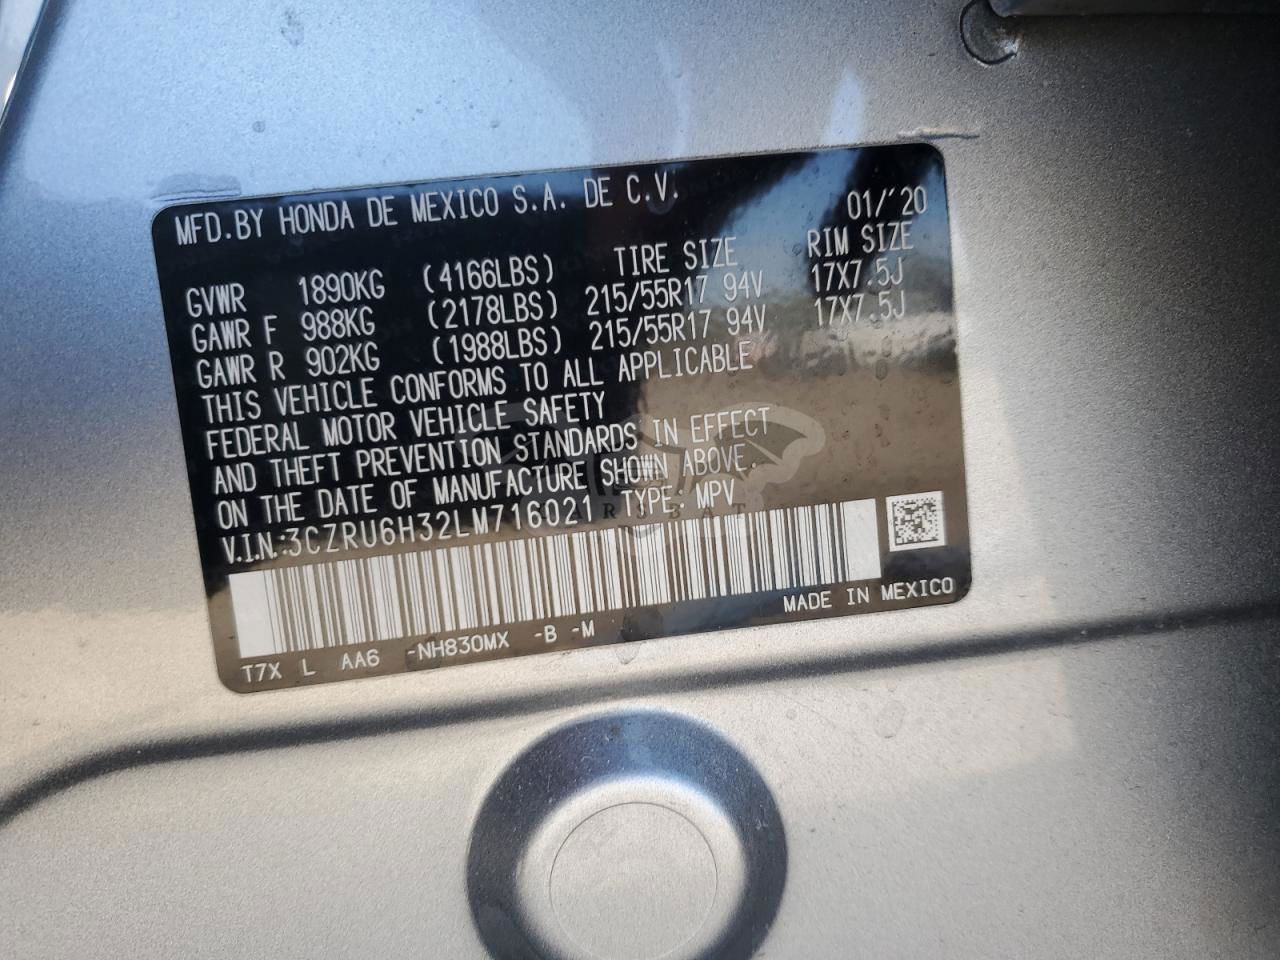 MFD.BY HONDA DE MEXICO S.A. DE C.V. 01/'20
TIRE SIZE RIM SIZE
GVWR 1890KG (4166LBS)
GAWR F 988KG (2178LBS) 215/55R17 94V 17X7.5J
GAWR R 902KG (1988LBS) 215/55R17 94V 17X7.5J
THIS VEHICLE CONFORMS TO ALL APPLICABLE
FEDERAL MOTOR VEHICLE SAFETY
AND THEFT PREVENTION STANDARDS IN EFFECT
ON THE DATE OF MANUFACTURE SHOWN ABOVE.
V.I.N.:3CZRU6H32LM716021 TYPE: MPV
MADE IN MEXICO
T7X L AA6 -NH830MX -B -M